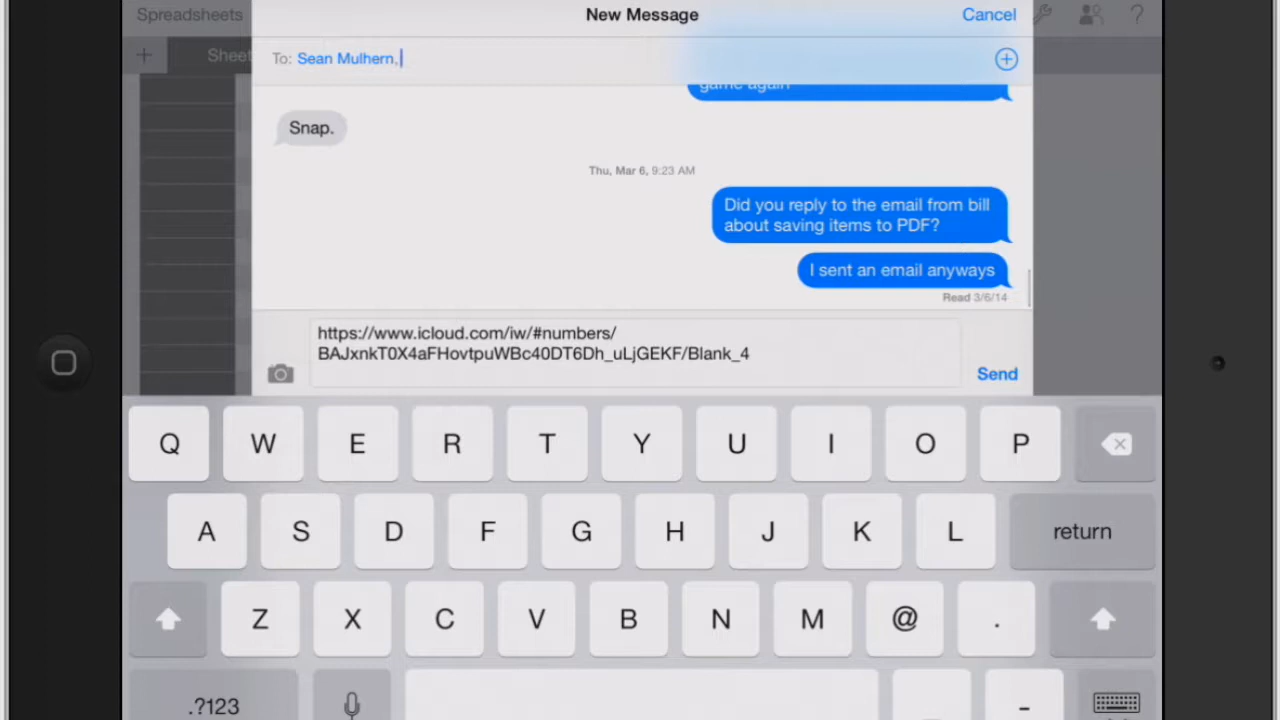 Spreadsheets
New Message
Cancel
?
+
Sheet
To: Sean Mulhern,
game again
Snap.
Thu, Mar 6, 9:23 AM
Did you reply to the email from bill
about saving items to PDF?
I sent an email anyways
Read 3/6/14
https://www.icloud.com/iw/#numbers/
BAJxnkT0X4aFHovtpuWBc40DT6Dh_uLjGEKF/Blank_4
Send
Q W E R T Y U I O P
A S D F G H J K L return
Z X C V B N M @ .
.?123 _ -